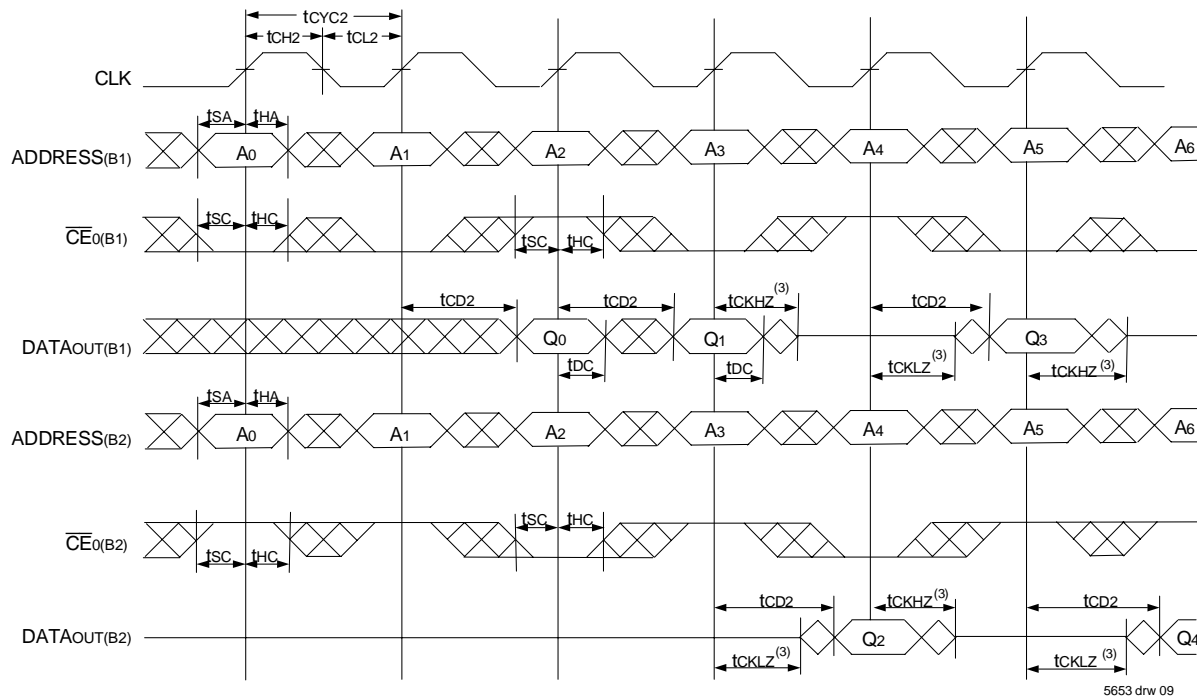 tCYC2
tCH2 tCL2
CLK
tSA tHA
ADDRESS(B1) A0 A1 A2 A3 A4 A5 A6
tSC tHC
CE0(B1)
tSC tHC
tCD2 tCD2 tCKHZ(3) tCD2
DATAOUT(B1) Q0 Q1 Q3
tDC tDC tCKLZ(3) tCKHZ(3)
tSA tHA
ADDRESS(B2) A0 A1 A2 A3 A4 A5 A6
tSC tHC
CE0(B2)
tSC tHC
tCD2 tCKHZ(3) tCD2
DATAOUT(B2) Q2 Q4
tCKLZ(3) tCKLZ(3)
5653 drw 09